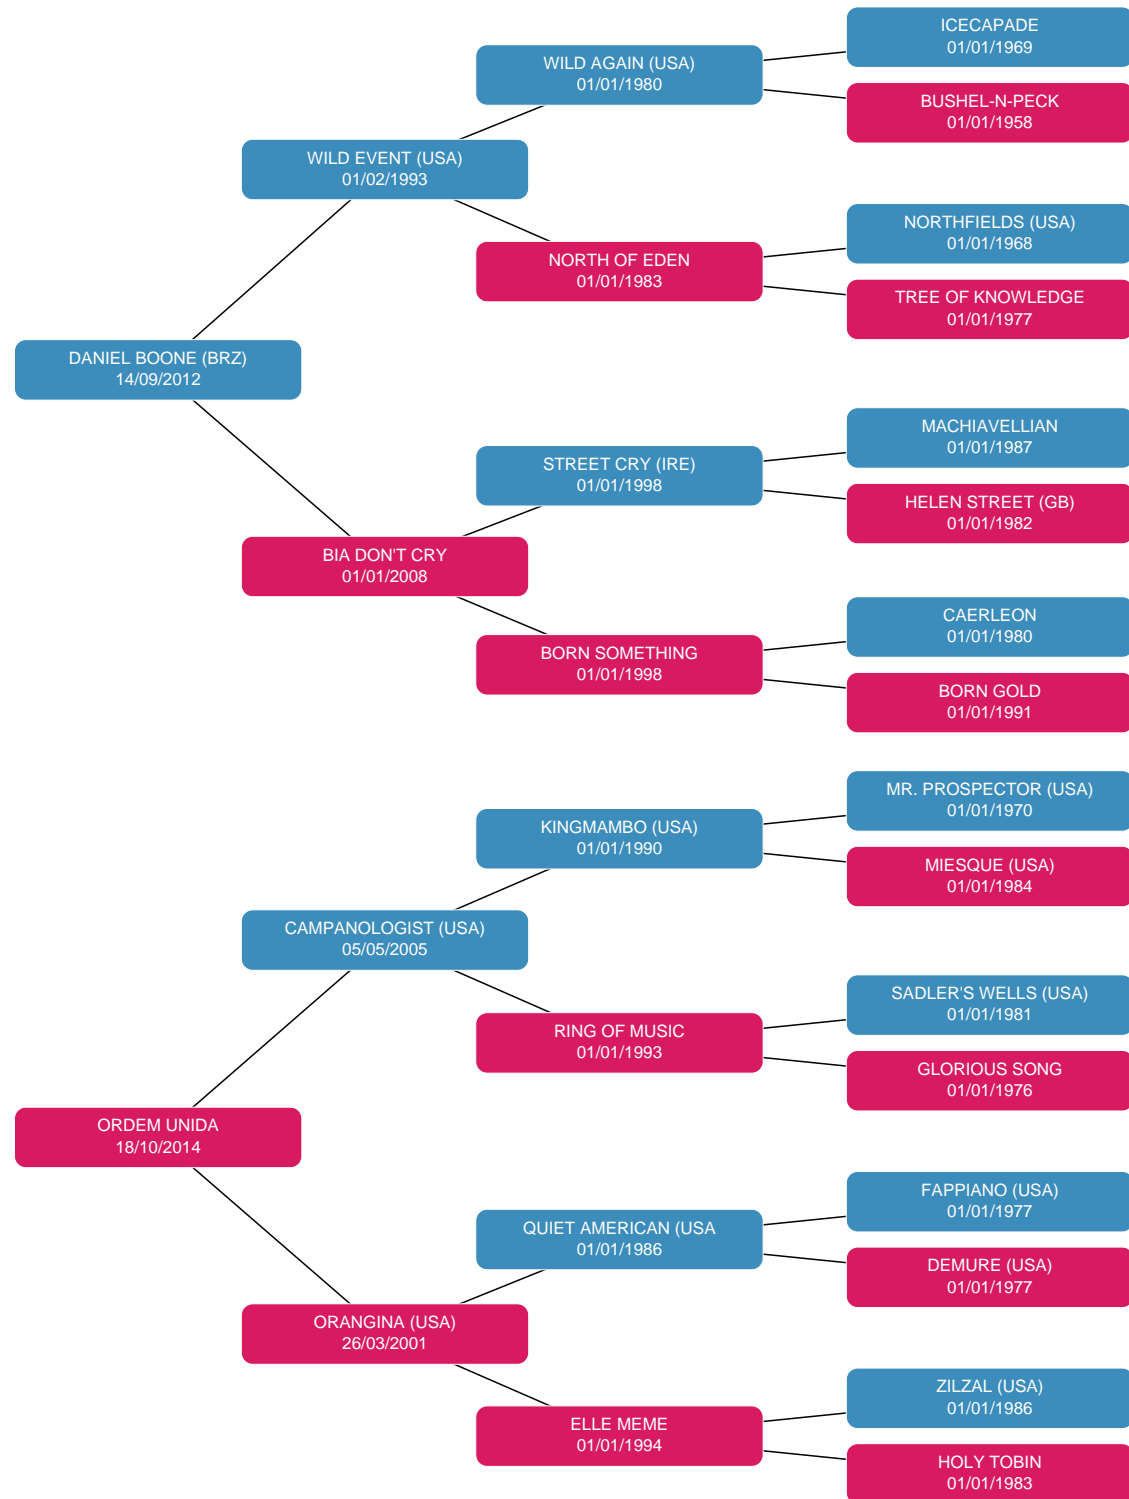 ICECAPADE
01/01/1969
WILD AGAIN (USA)
01/01/1980
BUSHEL-N-PECK
01/01/1958
WILD EVENT (USA)
01/02/1993
NORTHFIELDS (USA)
01/01/1968
NORTH OF EDEN
01/01/1983
TREE OF KNOWLEDGE
01/01/1977
DANIEL BOONE (BRZ)
14/09/2012
MACHIAVELLIAN
01/01/1987
STREET CRY (IRE)
01/01/1998
HELEN STREET (GB)
01/01/1982
BIA DON'T CRY
01/01/2008
CAERLEON
01/01/1980
BORN SOMETHING
01/01/1998
BORN GOLD
01/01/1991
MR. PROSPECTOR (USA)
01/01/1970
KINGMAMBO (USA)
01/01/1990
MIESQUE (USA)
01/01/1984
CAMPANOLOGIST (USA)
05/05/2005
SADLER'S WELLS (USA)
01/01/1981
RING OF MUSIC
01/01/1993
GLORIOUS SONG
01/01/1976
ORDEM UNIDA
18/10/2014
FAPPIANO (USA)
01/01/1977
QUIET AMERICAN (USA
01/01/1986
DEMURE (USA)
01/01/1977
ORANGINA (USA)
26/03/2001
ZILZAL (USA)
01/01/1986
ELLE MEME
01/01/1994
HOLY TOBIN
01/01/1983